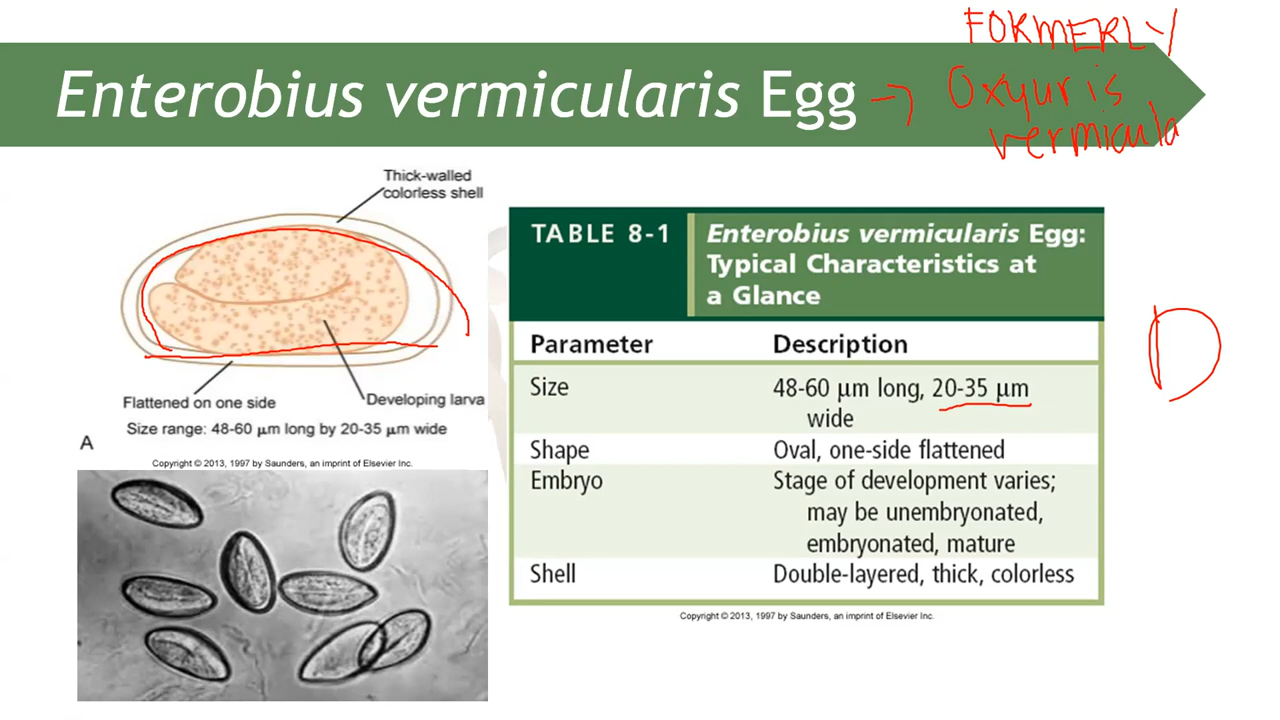 FORMERLY
Enterobius vermicularis Egg → Oxyuris
vermicula
Thick-walled
colorless shell
Flattened on one side
Developing larva
Size range: 48-60 μm long by 20-35 μm wide
A
Copyright © 2013, 1997 by Saunders, an imprint of Elsevier Inc.
TABLE 8-1
Enterobius vermicularis Egg:
Typical Characteristics at
a Glance
Parameter Description
Size 48-60 μm long, 20-35 μm
wide
Shape Oval, one-side flattened
Embryo Stage of development varies;
may be unembryonated,
embryonated, mature
Shell Double-layered, thick, colorless
Copyright © 2013, 1997 by Saunders, an imprint of Elsevier Inc.
D